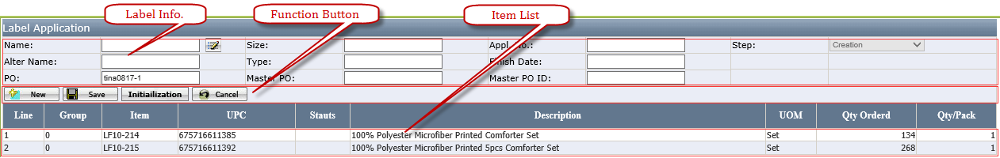 Label Info. Function Button Item List
Label Application
Name: Size: Appl. No.: Step: Creation
Alter Name: Type: Finish Date:
PO: tina0817-1 Master PO: Master PO ID:
New Save Initiailization Cancel
Line Group Item UPC Stauts Description UOM Qty Orderd Qty/Pack
1 0 LF10-214 675716611385 100% Polyester Microfiber Printed Comforter Set Set 134 1
2 0 LF10-215 675716611392 100% Polyester Microfiber Printed 5pcs Comforter Set Set 268 1